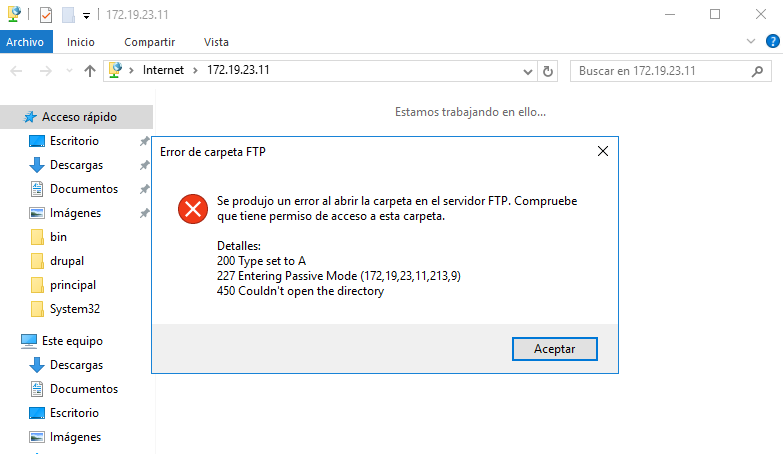 172.19.23.11
Archivo Inicio Compartir Vista
Internet 172.19.23.11 Buscar en 172.19.23.11
Acceso rápido
Escritorio
Descargas
Documentos
Imágenes
bin
drupal
principal
System32
Este equipo
Descargas
Documentos
Escritorio
Imágenes
Estamos trabajando en ello...
Error de carpeta FTP
Se produjo un error al abrir la carpeta en el servidor FTP. Compruebe
que tiene permiso de acceso a esta carpeta.
Detalles:
200 Type set to A
227 Entering Passive Mode (172,19,23,11,213,9)
450 Couldn't open the directory
Aceptar